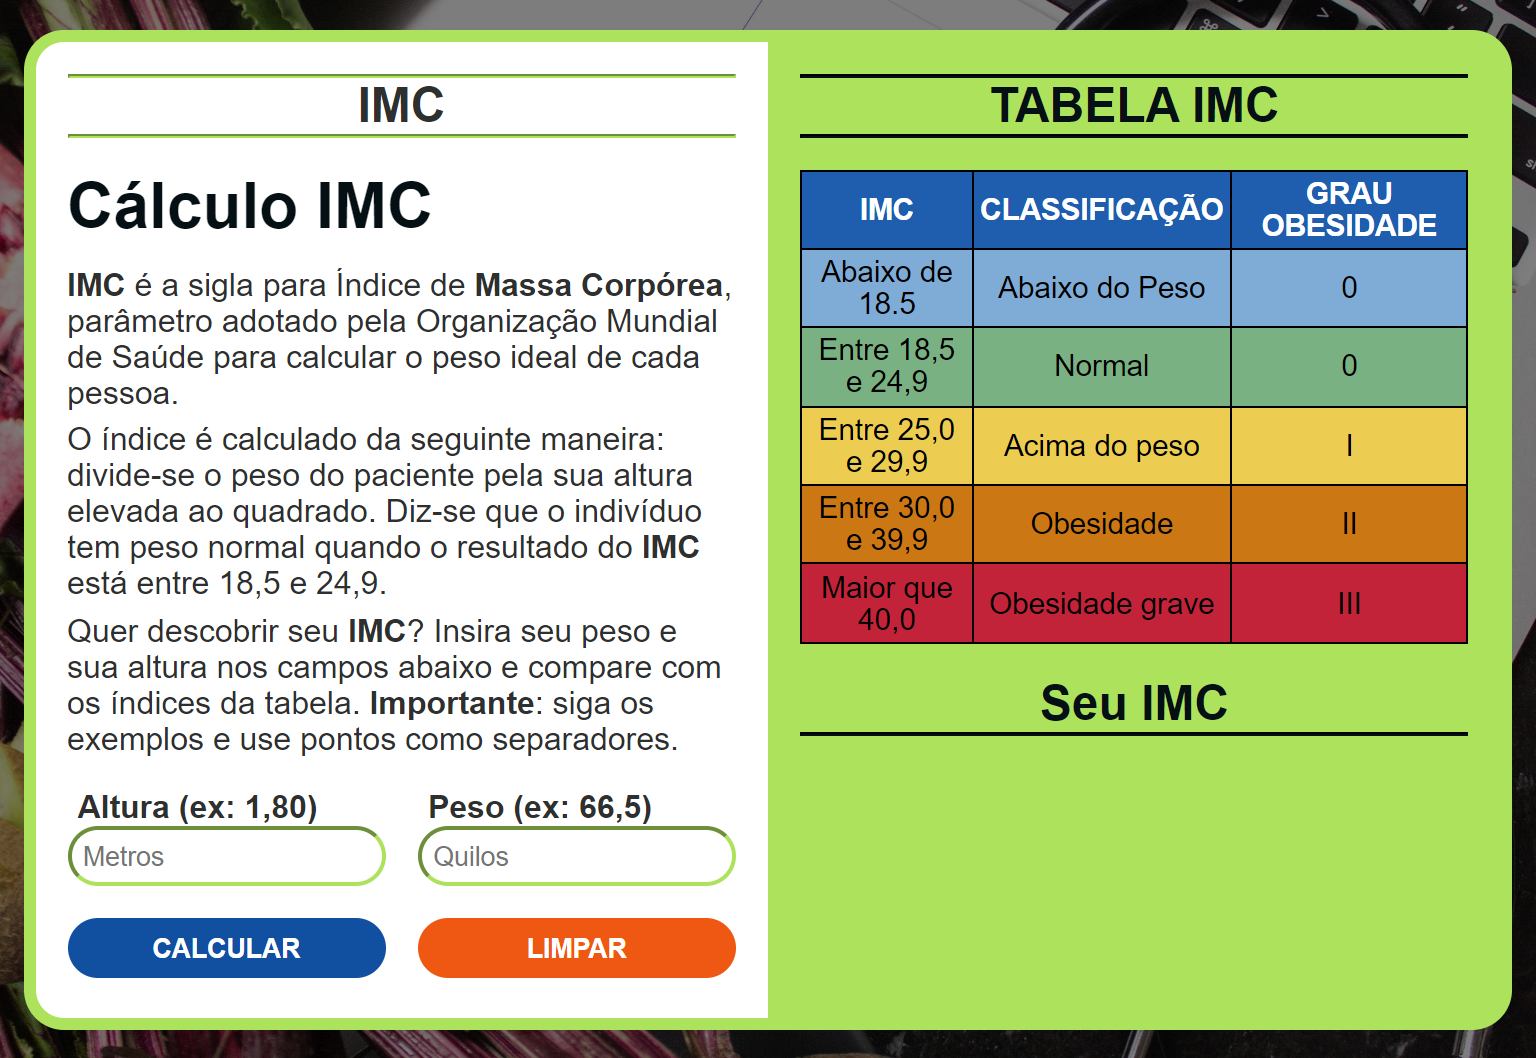 IMC
Cálculo IMC
IMC é a sigla para Índice de Massa Corpórea,
parâmetro adotado pela Organização Mundial
de Saúde para calcular o peso ideal de cada
pessoa.
O índice é calculado da seguinte maneira:
divide-se o peso do paciente pela sua altura
elevada ao quadrado. Diz-se que o indivíduo
tem peso normal quando o resultado do IMC
está entre 18,5 e 24,9.
Quer descobrir seu IMC? Insira seu peso e
sua altura nos campos abaixo e compare com
os índices da tabela. Importante: siga os
exemplos e use pontos como separadores.
Altura (ex: 1,80) Peso (ex: 66,5)
Metros Quilos
CALCULAR LIMPAR
TABELA IMC
IMC CLASSIFICAÇÃO GRAU
OBESIDADE
Abaixo de
18.5 Abaixo do Peso 0
Entre 18,5
e 24,9 Normal 0
Entre 25,0
e 29,9 Acima do peso I
Entre 30,0
e 39,9 Obesidade II
Maior que
40,0 Obesidade grave III
Seu IMC